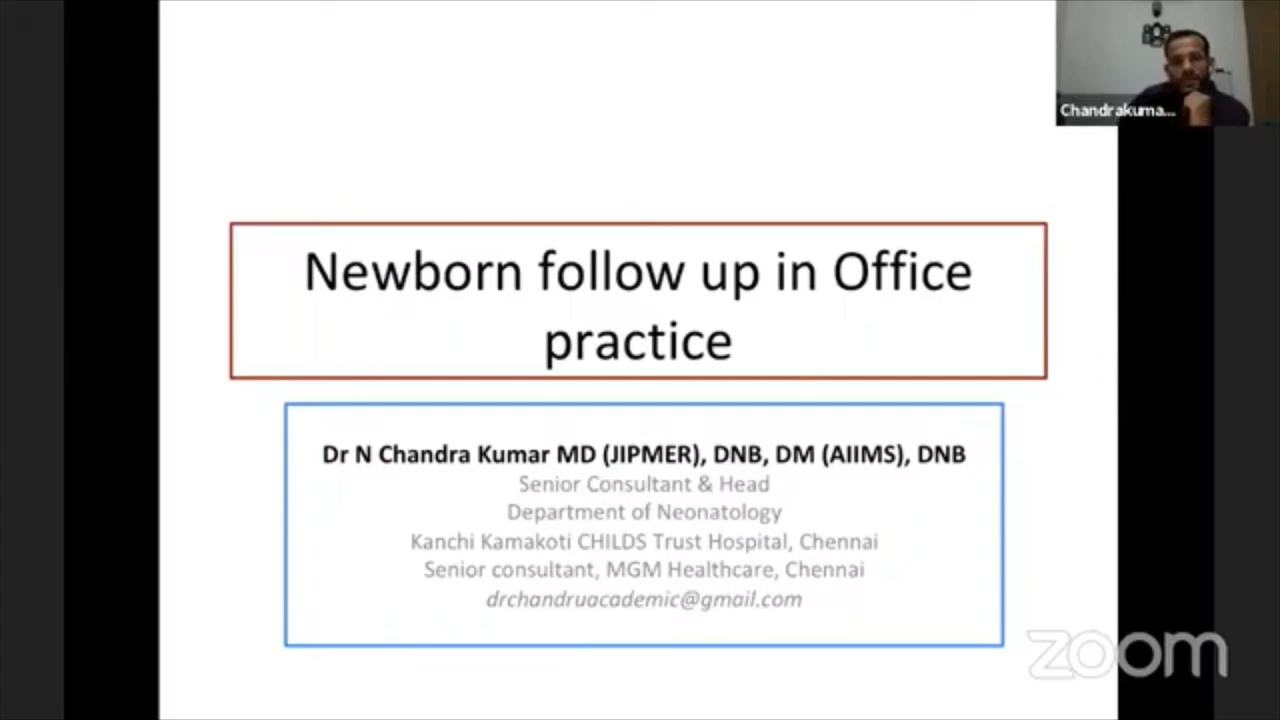 Chandrakuma...
Newborn follow up in Office
practice
Dr N Chandra Kumar MD (JIPMER), DNB, DM (AIIMS), DNB
Senior Consultant & Head
Department of Neonatology
Kanchi Kamakoti CHILDS Trust Hospital, Chennai
Senior consultant, MGM Healthcare, Chennai
drchandruacademic@gmail.com
zoom